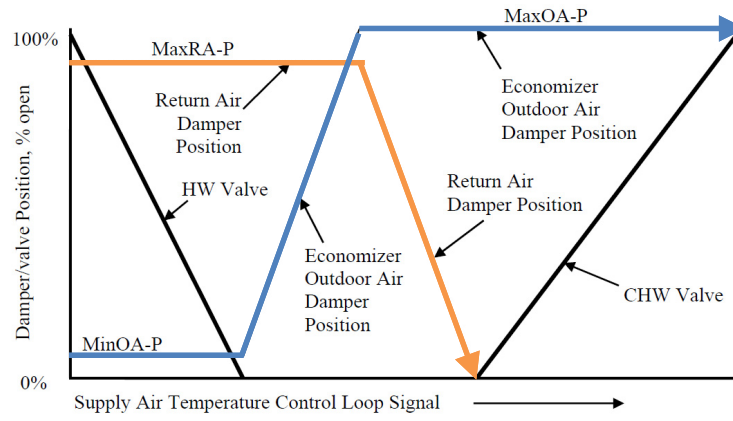 MaxOA-P
100%
MaxRA-P
Return Air
Damper
Position
Economizer
Outdoor Air
Damper Position
HW Valve
Return Air
Damper Position
Economizer
Outdoor Air
Damper
Position
CHW Valve
MinOA-P
0%
Damper/valve Position, % open
Supply Air Temperature Control Loop Signal